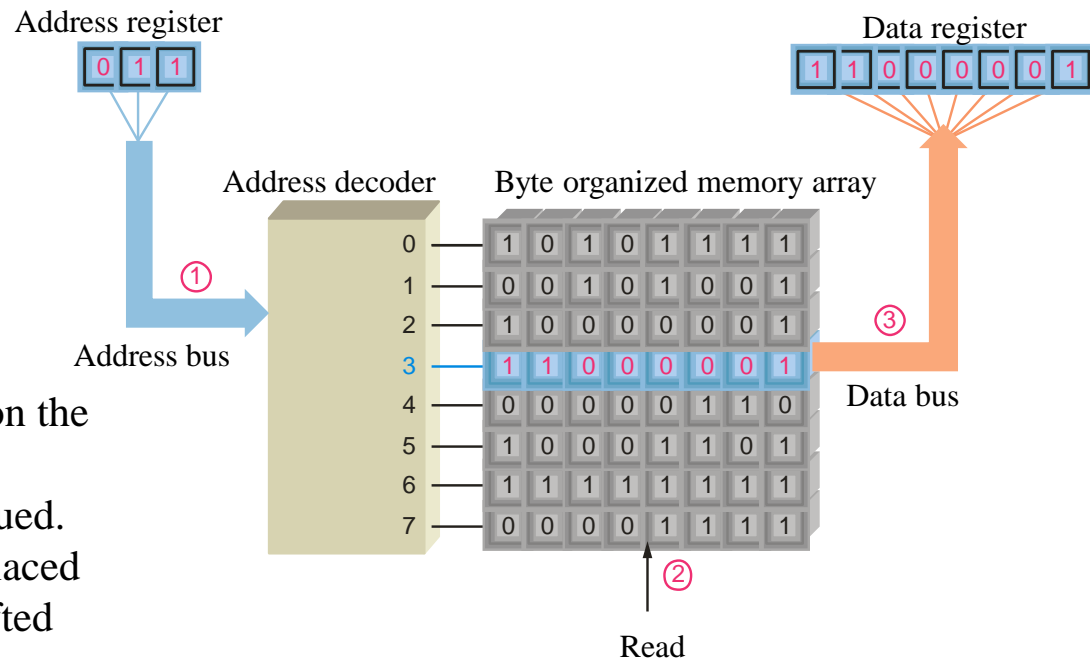 Address register
Data register
0 1 1
1 1 0 0 0 0 0 1
Address decoder
Byte organized memory array
0
1 0 1 0 1 1 1 1
1
0 0 1 0 1 0 0 1
2
1 0 0 0 0 0 0 1
3
1 1 0 0 0 0 0 1
4
0 0 0 0 0 1 1 0
5
1 0 0 0 1 1 0 1
6
1 1 1 1 1 1 1 1
7
0 0 0 0 1 1 1 1
1
Address bus
3
Data bus
2
Read
on the
ued.
laced
fted